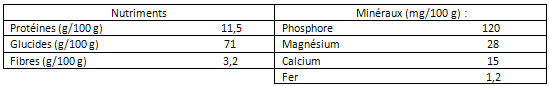 Nutriments Minéraux (mg/100 g) :
Protéines (g/100 g) 11,5 Phosphore 120
Glucides (g/100 g) 71 Magnésium 28
Fibres (g/100 g) 3,2 Calcium 15
Fer 1,2